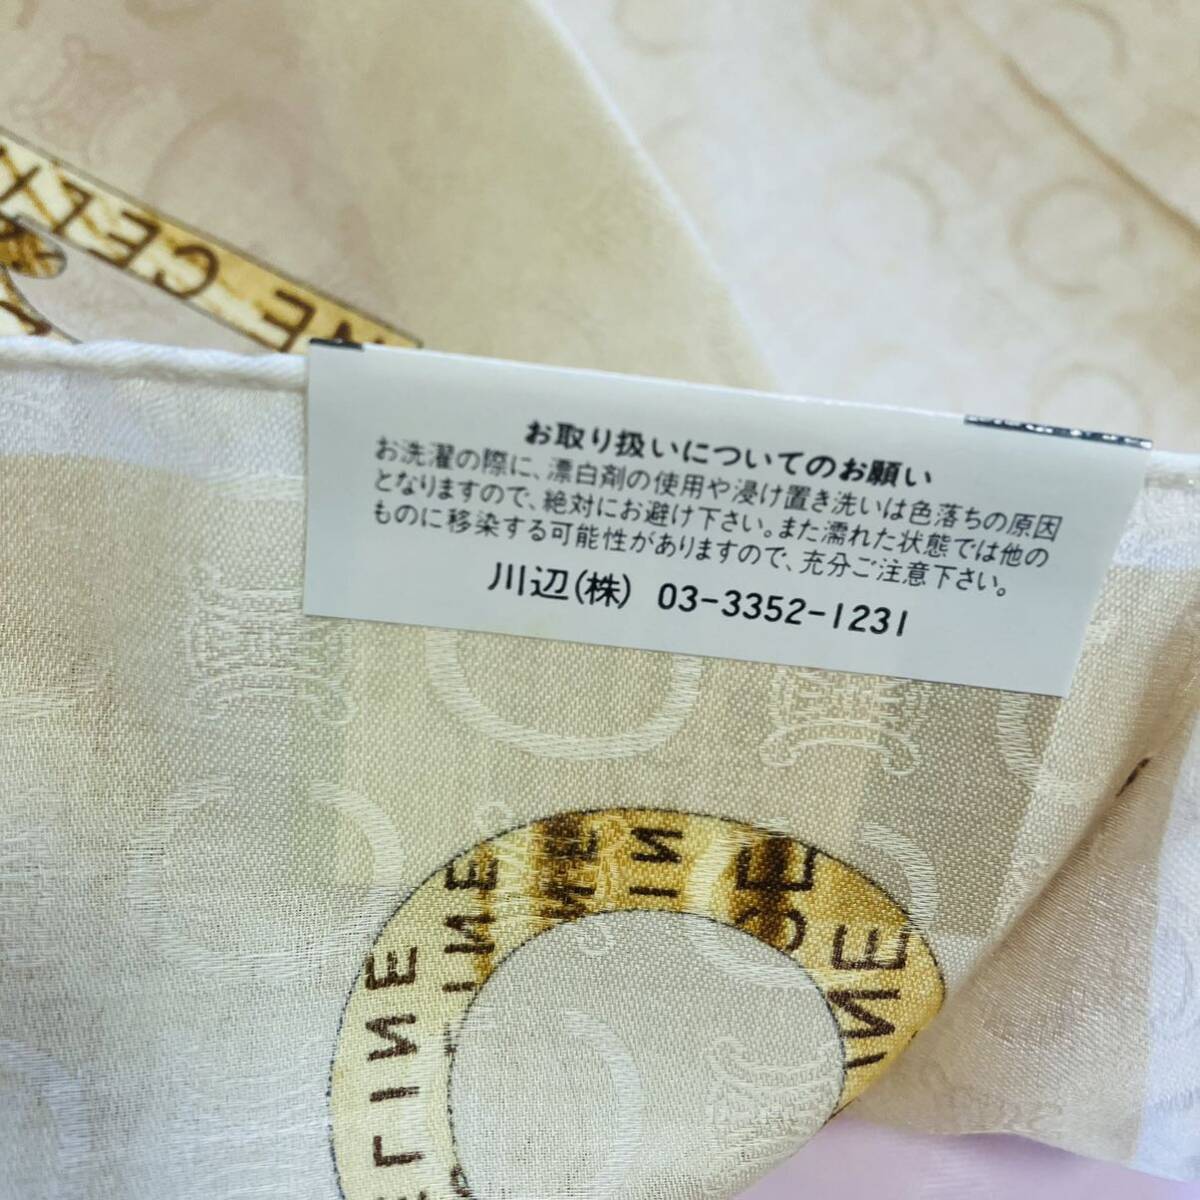 お取り扱いについてのお願い
お洗濯の際に、漂白剤の使用や浸け置き洗いは色落ちの原因
となりますので、絶対にお避け下さい。また濡れた状態では他の
ものに移染する可能性がありますので、充分ご注意下さい。
川辺(株) 03-3352-1231
CELINE
CELINE